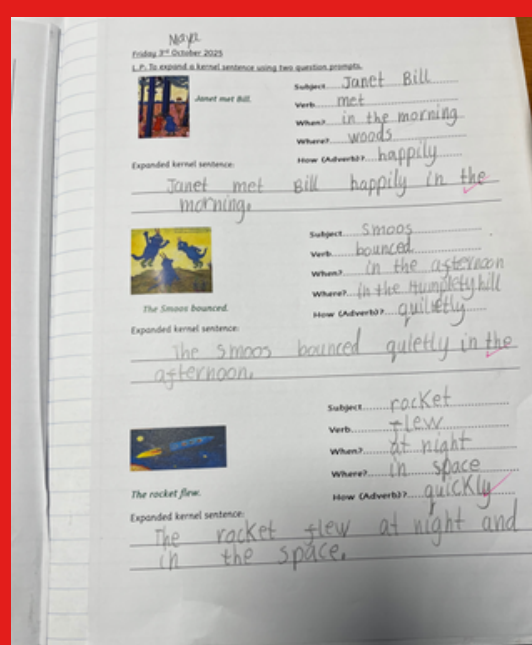 Naya
Friday 3rd October 2025
L.P: To expand a kernel sentence using two question prompts.
Janet met Bill.
Subject Janet Bill
Verb met
When? in the morning
Where? woods
How (Adverb)? happily
Expanded kernel sentence:
Janet met Bill happily in the
morning.
The Smoos bounced.
Subject Smoos
Verb bounced
When? in the afternoon
Where? in the Humplety hill
How (Adverb)? quiletly
Expanded kernel sentence:
The smoos bounced quletly in the
afternoon.
The rocket flew.
Subject rocket
Verb flew
When? at night
Where? in space
How (Adverb)? quickly
Expanded kernel sentence:
The rocket flew at night and
in the space.